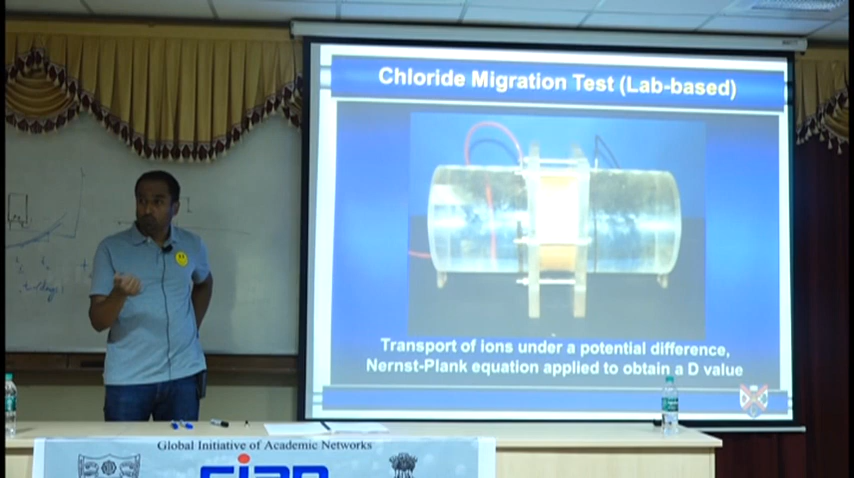 Chloride Migration Test (Lab-based)
Transport of ions under a potential difference,
Nernst-Plank equation applied to obtain a D value
Global Initiative of Academic Networks